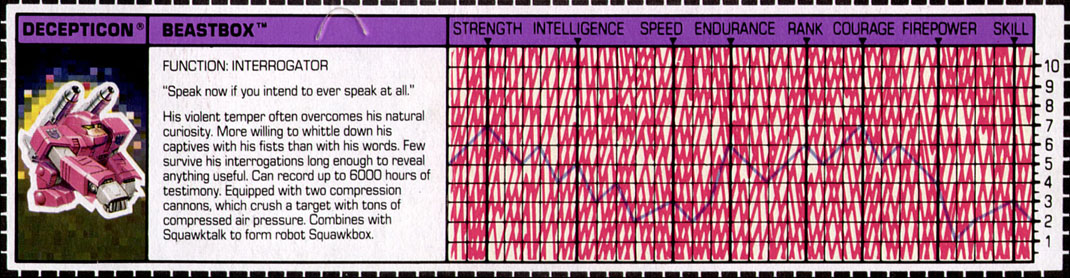 DECEPTICON®
BEASTBOX™
STRENGTH INTELLIGENCE SPEED ENDURANCE RANK COURAGE FIREPOWER SKILL
FUNCTION: INTERROGATOR
"Speak now if you intend to ever speak at all."
His violent temper often overcomes his natural
curiosity. More willing to whittle down his
captives with his fists than with his words. Few
survive his interrogations long enough to reveal
anything useful. Can record up to 6000 hours of
testimony. Equipped with two compression
cannons, which crush a target with tons of
compressed air pressure. Combines with
Squawktalk to form robot Squawkbox.
10
9
8
7
6
5
4
3
2
1